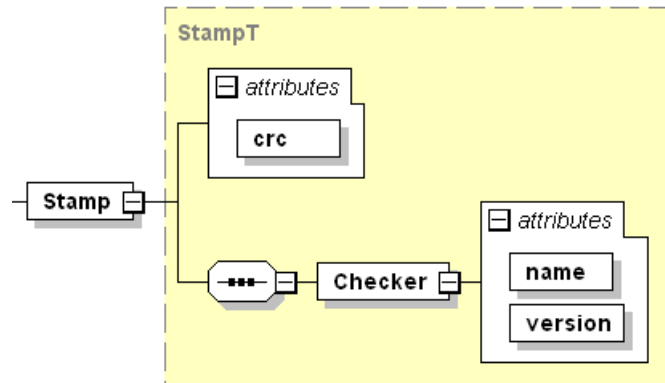 StampT
attributes
crc
Stamp
attributes
Checker
name
version